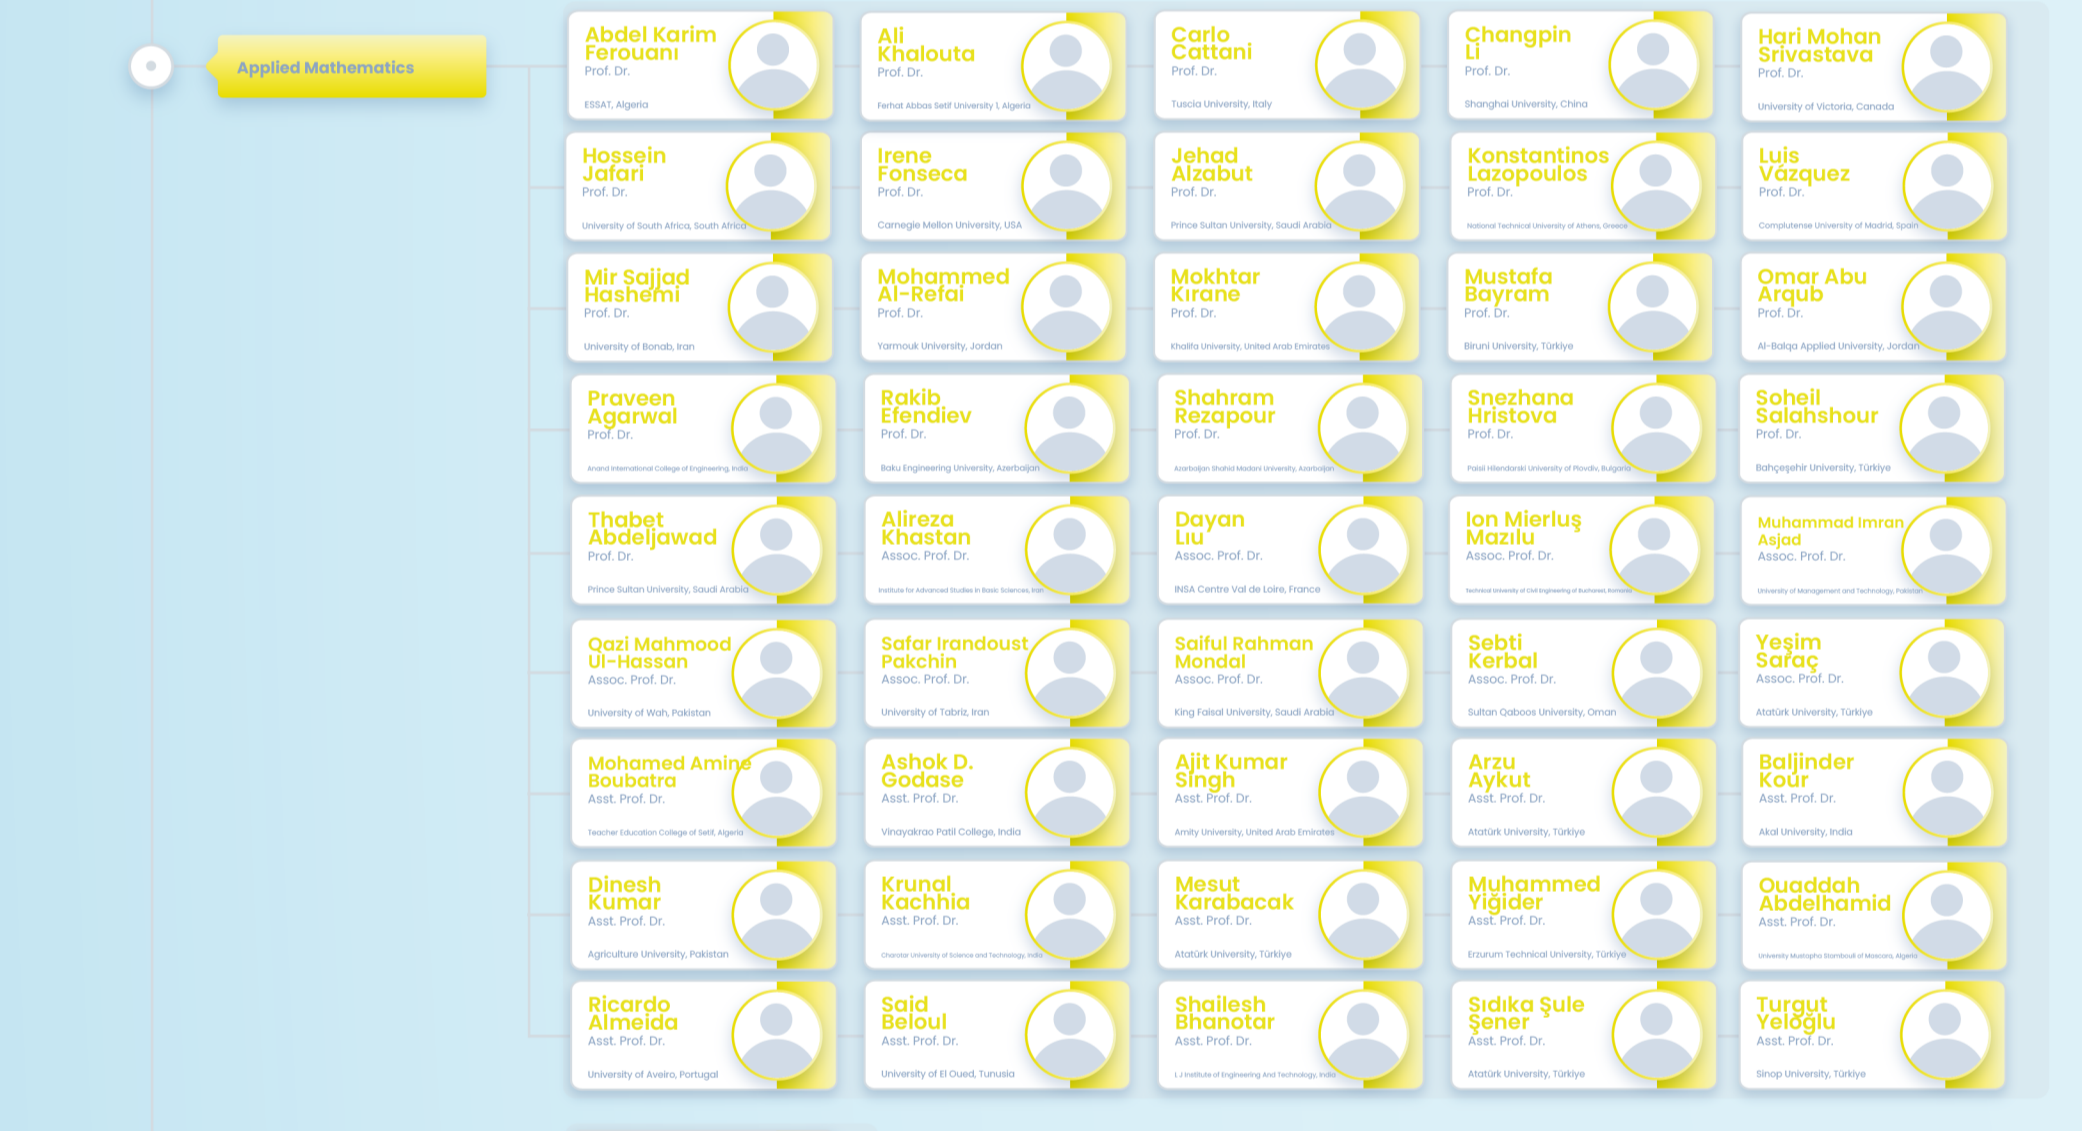 Applied Mathematics
Abdel Karim
Ferouanı
Prof. Dr.
ESSAT, Algeria
Ali
Khalouta
Prof. Dr.
Ferhat Abbas Setif University 1, Algeria
Carlo
Cattani
Prof. Dr.
Tuscia University, Italy
Changpin
Li
Prof. Dr.
Shanghai University, China
Hari Mohan
Srivastava
Prof. Dr.
University of Victoria, Canada
Hossein
Jafari
Prof. Dr.
University of South Africa, South Africa
Irene
Fonseca
Prof. Dr.
Carnegie Mellon University, USA
Jehad
Alzabut
Prof. Dr.
Prince Sultan University, Saudi Arabia
Konstantinos
Lazopoulos
Prof. Dr.
National Technical University of Athens, Greece
Luis
Vázquez
Prof. Dr.
Complutense University of Madrid, Spain
Mir Sajjad
Hashemi
Prof. Dr.
University of Bonab, Iran
Mohammed
Al-Refai
Prof. Dr.
Yarmouk University, Jordan
Mokhtar
Kırane
Prof. Dr.
Khalifa University, United Arab Emirates
Mustafa
Bayram
Prof. Dr.
Biruni University, Türkiye
Omar Abu
Arqub
Prof. Dr.
Al-Balqa Applied University, Jordan
Praveen
Agarwal
Prof. Dr.
Anand International College of Engineering, India
Rakib
Efendiev
Prof. Dr.
Baku Engineering University, Azerbaijan
Shahram
Rezapour
Prof. Dr.
Azarbaijan Shahid Madani University, Azarbaijan
Snezhana
Hristova
Prof. Dr.
Paisii Hilendarski University of Plovdiv, Bulgaria
Soheil
Salahshour
Prof. Dr.
Bahçeşehir University, Türkiye
Thabet
Abdeljawad
Prof. Dr.
Prince Sultan University, Saudi Arabia
Alireza
Khastan
Assoc. Prof. Dr.
Institute for Advanced Studies in Basic Sciences, Iran
Dayan
Lıu
Assoc. Prof. Dr.
INSA Centre Val de Loire, France
Ion Mierluş
Mazılu
Assoc. Prof. Dr.
Technical University of Civil Engineering of Bucharest, Romania
Muhammad Imran
Asjad
Assoc. Prof. Dr.
University of Management and Technology, Pakistan
Qazi Mahmood
Ul-Hassan
Assoc. Prof. Dr.
University of Wah, Pakistan
Safar Irandoust
Pakchin
Assoc. Prof. Dr.
University of Tabriz, Iran
Saiful Rahman
Mondal
Assoc. Prof. Dr.
King Faisal University, Saudi Arabia
Sebti
Kerbal
Assoc. Prof. Dr.
Sultan Qaboos University, Oman
Yeşim
Saraç
Assoc. Prof. Dr.
Atatürk University, Türkiye
Mohamed Amine
Boubatra
Asst. Prof. Dr.
Teacher Education College of Setif, Algeria
Ashok D.
Godase
Asst. Prof. Dr.
Vinayakrao Patil College, India
Ajit Kumar
Singh
Asst. Prof. Dr.
Amity University, United Arab Emirates
Arzu
Aykut
Asst. Prof. Dr.
Atatürk University, Türkiye
Baljinder
Kour
Asst. Prof. Dr.
Akal University, India
Dinesh
Kumar
Asst. Prof. Dr.
Agriculture University, Pakistan
Krunal
Kachhia
Asst. Prof. Dr.
Charotar University of Science and Technology, India
Mesut
Karabacak
Asst. Prof. Dr.
Atatürk University, Türkiye
Muhammed
Yiğider
Asst. Prof. Dr.
Erzurum Technical University, Türkiye
Ouaddah
Abdelhamid
Asst. Prof. Dr.
University Mustapha Stambouli of Mascara, Algeria
Ricardo
Almeida
Asst. Prof. Dr.
University of Aveiro, Portugal
Said
Beloul
Asst. Prof. Dr.
University of El Oued, Tunusia
Shailesh
Bhanotar
Asst. Prof. Dr.
L J Institute of Engineering And Technology, India
Sıdıka Şule
Şener
Asst. Prof. Dr.
Atatürk University, Türkiye
Turgut
Yeloğlu
Asst. Prof. Dr.
Sinop University, Türkiye